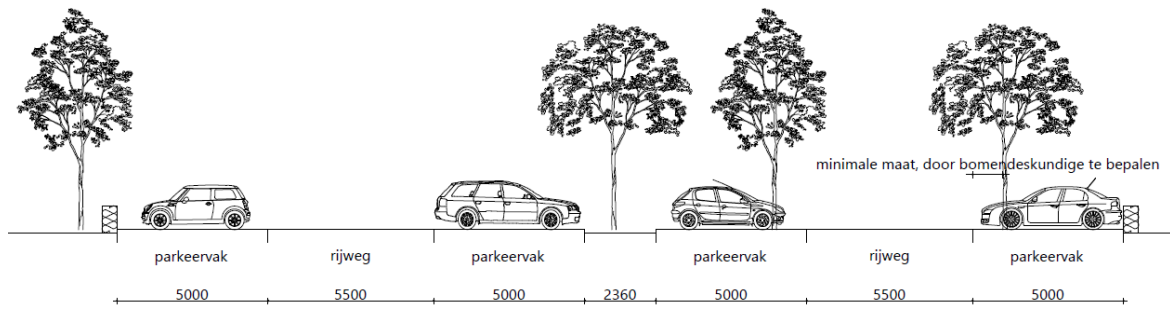 minimale maat, door bomendeskundige te bepalen
parkeervak rijweg parkeervak parkeervak rijweg parkeervak
5000 5500 5000 2360 5000 5500 5000